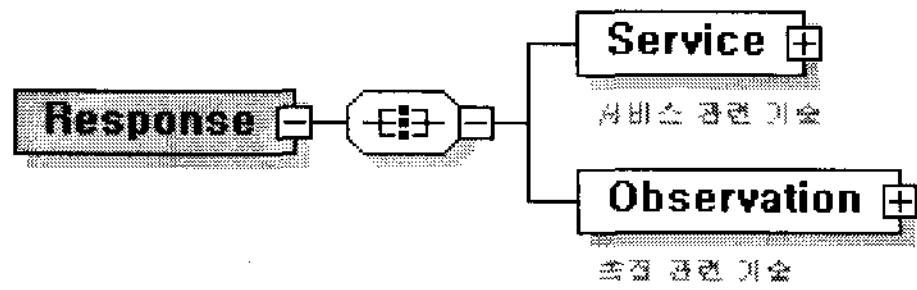 Response
Service
서비스 관련 기술
Observation
측정 관련 기술